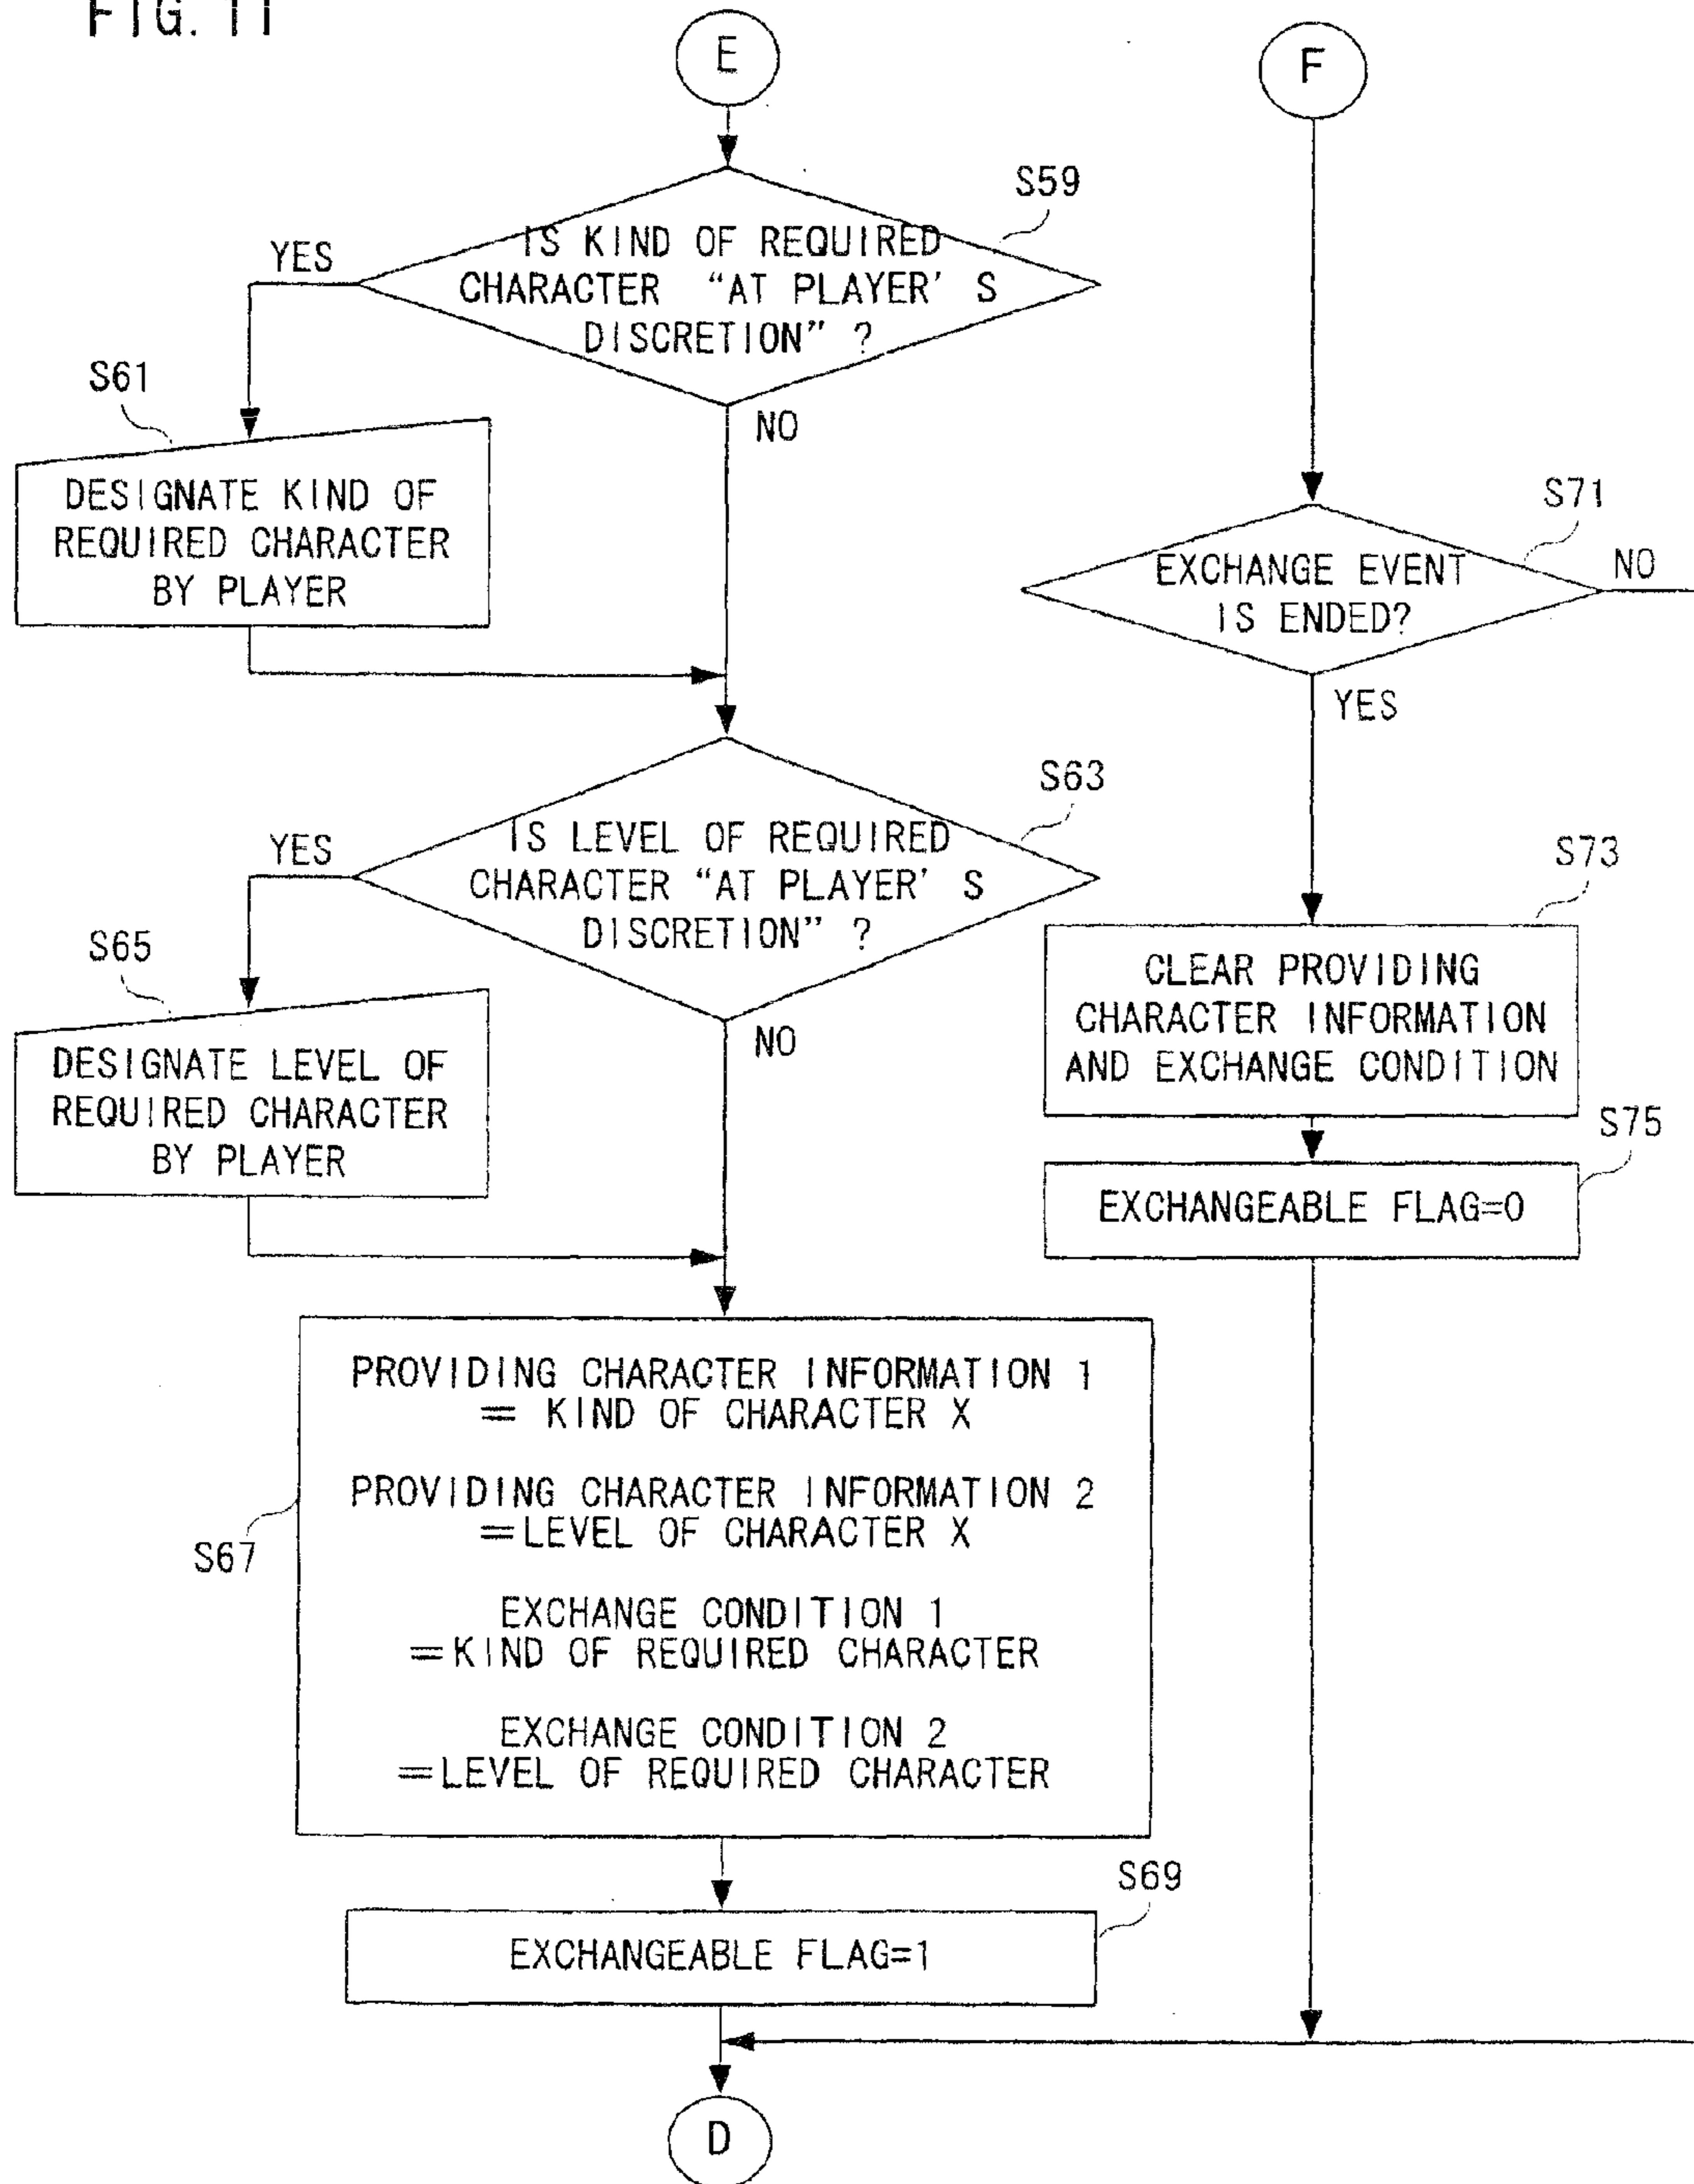 FIG. 11
E
F
S59
IS KIND OF REQUIRED
CHARACTER "AT PLAYER' S
DISCRETION" ?
YES
NO
S61
DESIGNATE KIND OF
REQUIRED CHARACTER
BY PLAYER
S63
IS LEVEL OF REQUIRED
CHARACTER "AT PLAYER' S
DISCRETION" ?
YES
NO
S65
DESIGNATE LEVEL OF
REQUIRED CHARACTER
BY PLAYER
S67
PROVIDING CHARACTER INFORMATION 1
= KIND OF CHARACTER X
PROVIDING CHARACTER INFORMATION 2
=LEVEL OF CHARACTER X
EXCHANGE CONDITION 1
=KIND OF REQUIRED CHARACTER
EXCHANGE CONDITION 2
=LEVEL OF REQUIRED CHARACTER
S69
EXCHANGEABLE FLAG=1
S71
EXCHANGE EVENT
IS ENDED?
NO
YES
S73
CLEAR PROVIDING
CHARACTER INFORMATION
AND EXCHANGE CONDITION
S75
EXCHANGEABLE FLAG=0
D